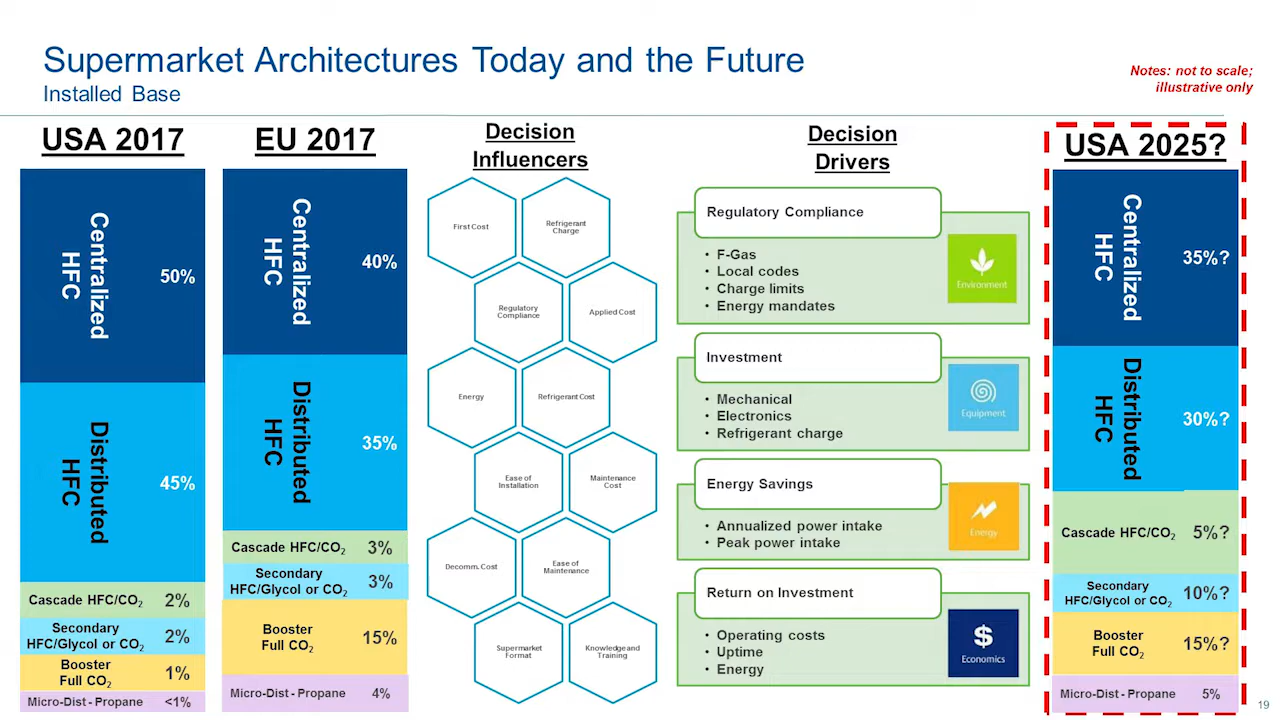 Supermarket Architectures Today and the Future
Installed Base
Notes: not to scale;
illustrative only
USA 2017
Centralized
HFC
50%
Distributed
HFC
45%
Cascade HFC/CO2
2%
Secondary
HFC/Glycol or CO2
2%
Booster
Full CO2
1%
Micro-Dist - Propane
<1%
EU 2017
Centralized
HFC
40%
Distributed
HFC
35%
Cascade HFC/CO2
3%
Secondary
HFC/Glycol or CO2
3%
Booster
Full CO2
15%
Micro-Dist - Propane
4%
Decision
Influencers
First Cost
Refrigerant
Charge
Regulatory
Compliance
Applied Cost
Energy
Refrigerant Cost
Ease of
Installation
Maintenance
Cost
Decomm. Cost
Ease of
Maintenance
Supermarket
Format
Knowledge and
Training
Decision
Drivers
Regulatory Compliance
• F-Gas
• Local codes
• Charge limits
• Energy mandates
Environment
Investment
• Mechanical
• Electronics
• Refrigerant charge
Equipment
Energy Savings
• Annualized power intake
• Peak power intake
Energy
Return on Investment
• Operating costs
• Uptime
• Energy
$
Economics
USA 2025?
Centralized
HFC
35%?
Distributed
HFC
30%?
Cascade HFC/CO2
5%?
Secondary
HFC/Glycol or CO2
10%?
Booster
Full CO2
15%?
Micro-Dist - Propane
5%
19